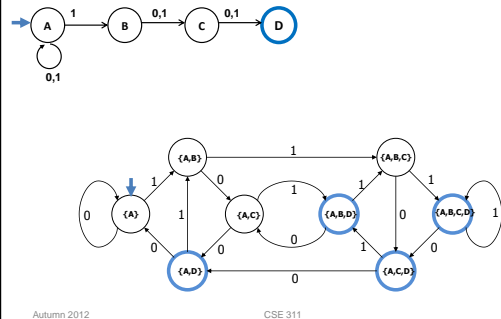 1 0,1 0,1
A B C D
0,1
1
{A,B} {A,B,C}
1 0 1 1
0 {A} 1 {A,C} {A,B,D} 0 {A,B,C,D} 1
0 0 0 1 0
{A,D} {A,C,D}
0
Autumn 2012 CSE 311